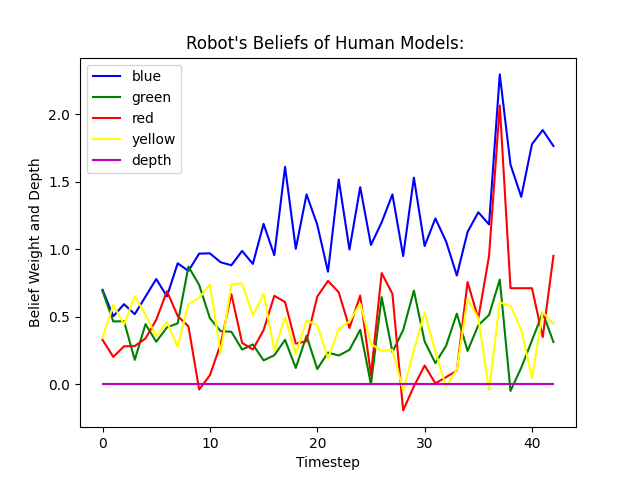 Robot's Beliefs of Human Models:
blue
green
red
yellow
depth
Belief Weight and Depth
2.0
1.5
1.0
0.5
0.0
0 10 20 30 40
Timestep